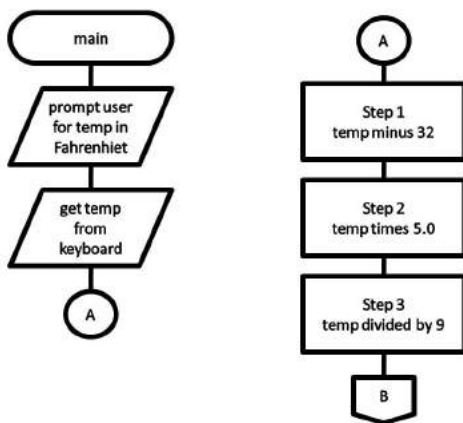 main
prompt user
for temp in
Fahrenhiet
get temp
from
keyboard
A
A
Step 1
temp minus 32
Step 2
temp times 5.0
Step 3
temp divided by 9
B